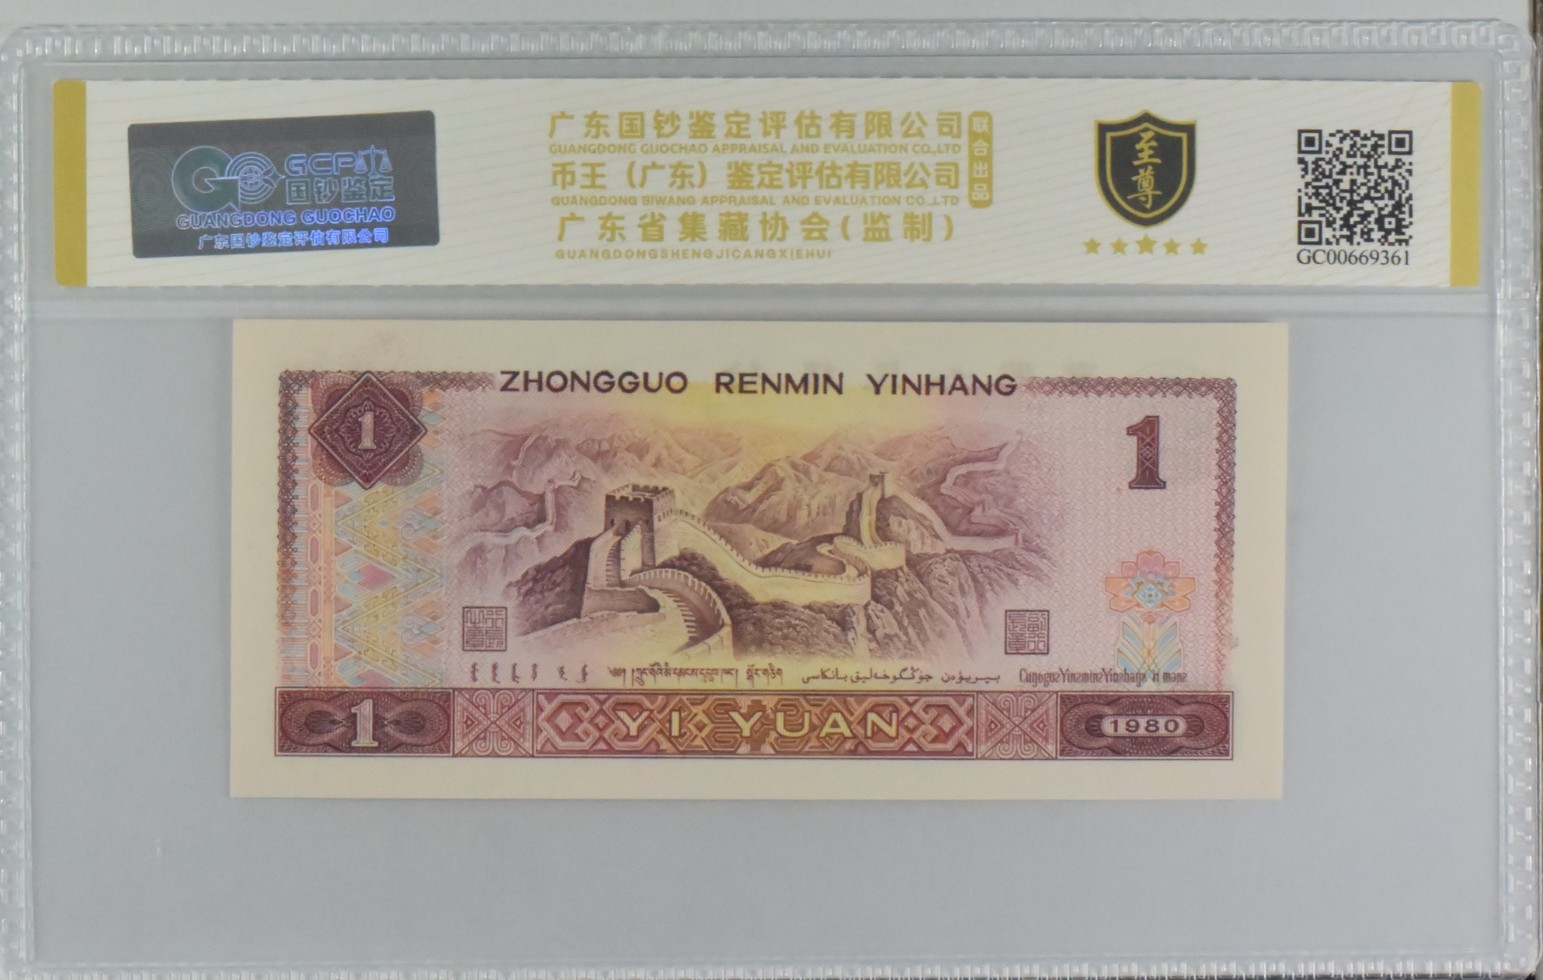 GCP
国钞鉴定
GUANGDONG GUOCHAO
广东国钞鉴定评估有限公司
广东国钞鉴定评估有限公司
GUANGDONG GUOCHAO APPRAISAL AND EVALUATION CO.,LTD
币王（广东）鉴定评估有限公司
GUANGDONG BIWANG APPRAISAL AND EVALUATION CO.,LTD
广东省集藏协会(监制)
GUANGDONGSHENGJICANGXIEHUI
联合出品
至尊
GC00669361
ZHONGGUO RENMIN YINHANG
1
1
1
YI YUAN
1980